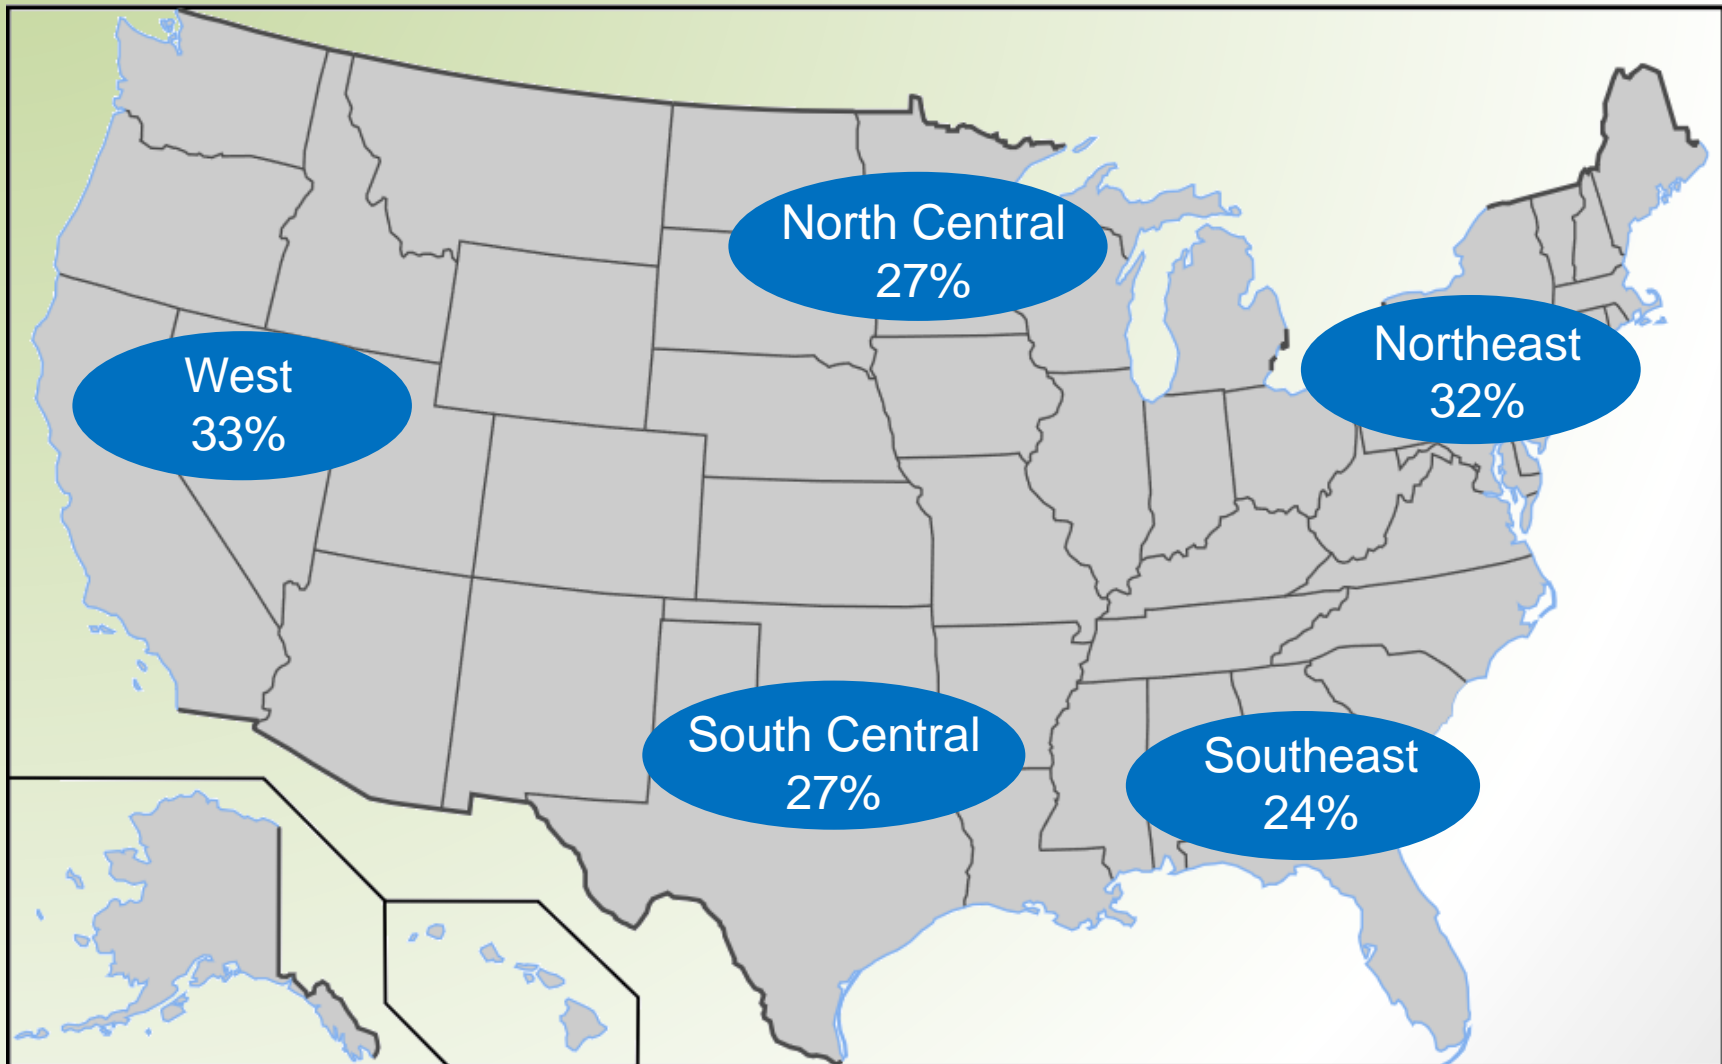 North Central
27%
Northeast
32%
West
33%
South Central
27%
Southeast
24%